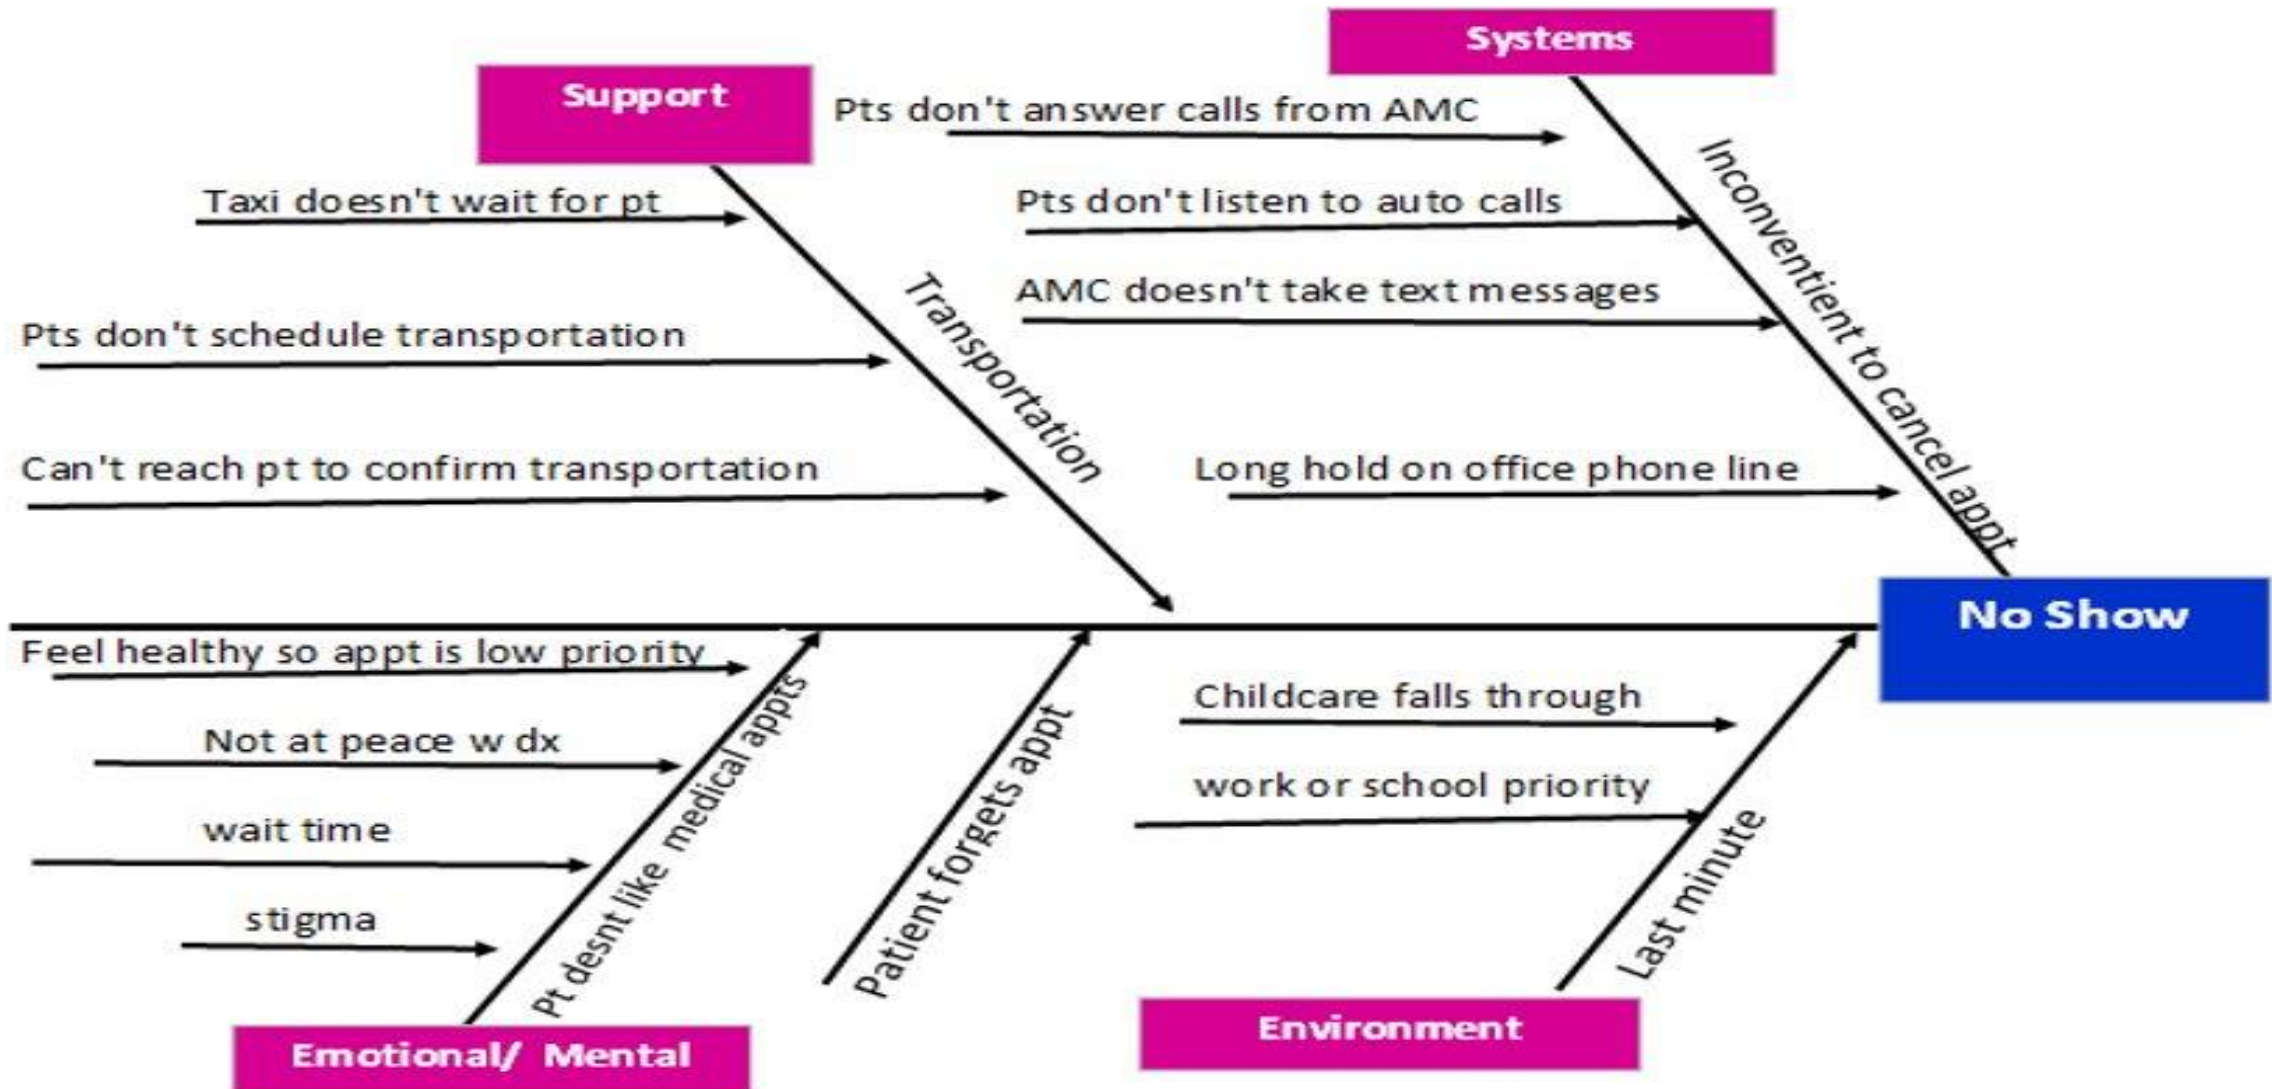 Systems
Support
Pts don't answer calls from AMC
Taxi doesn't wait for pt
Pts don't listen to auto calls
Inconventient to cancel appt
AMC doesn't take text messages
Transportation
Pts don't schedule transportation
Can't reach pt to confirm transportation
Long hold on office phone line
No Show
Feel healthy so appt is low priority
Childcare falls through
Not at peace w dx
work or school priority
wait time
stigma
Pt desnt like medical appts
Patient forgets appt
Last minute
Environment
Emotional/ Mental